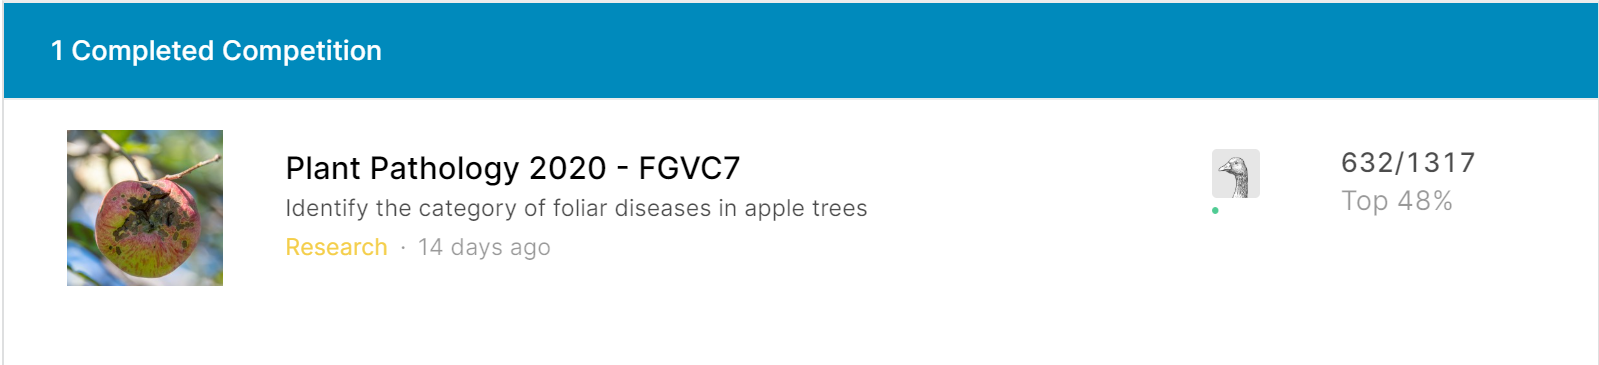 1 Completed Competition
Plant Pathology 2020 - FGVC7
Identify the category of foliar diseases in apple trees
Research · 14 days ago
632/1317
Top 48%